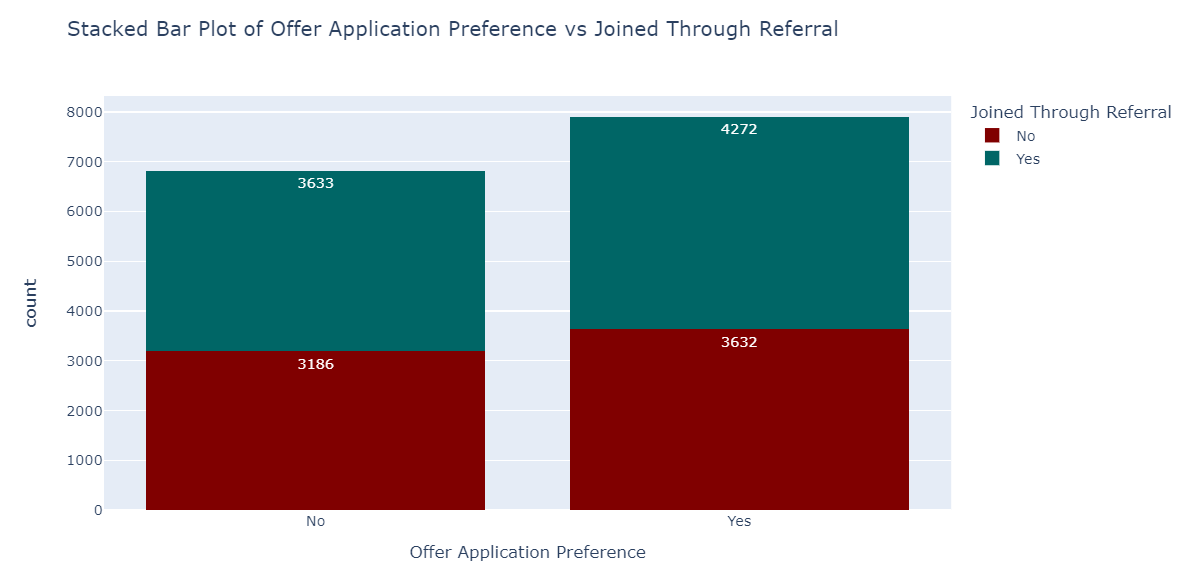 Stacked Bar Plot of Offer Application Preference vs Joined Through Referral
Joined Through Referral
No
Yes
8000
7000
6000
5000
4000
3000
2000
1000
0
count
3633
3186
4272
3632
No
Yes
Offer Application Preference